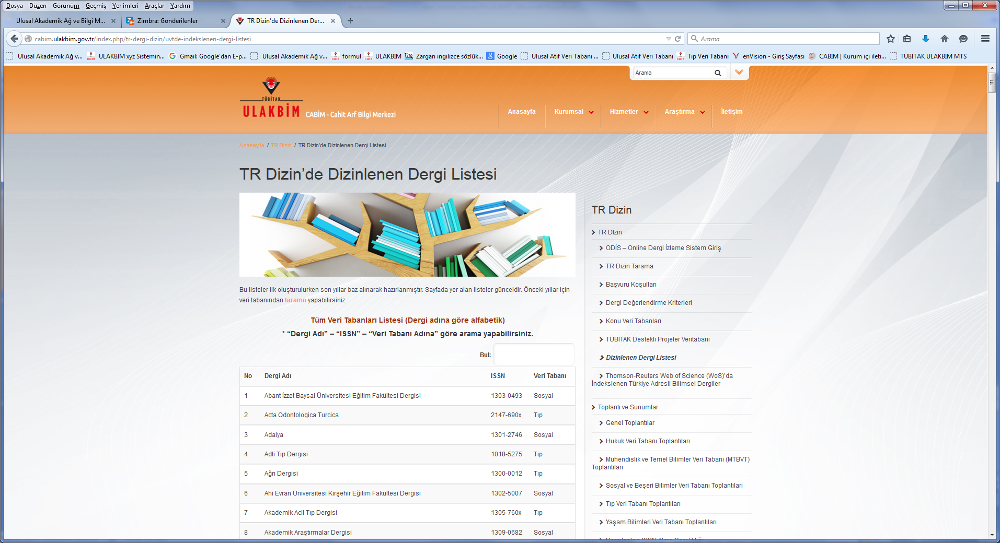 Dosya Düzen Görünüm Geçmiş Yer imleri Araçlar Yardım
Ulusal Akademik Ağ ve Bilgi M... Zimbra: Gönderilenler TR Dizin'de Dizinlenen Der...
cabim.ulakbim.gov.tr/index.php/tr-dergi-dizin/uvtde-indekslenen-dergi-listesi Arama
Ulusal Akademik Ağ v... ULAKBİM xyz Sistemin... Gmail: Google'dan E-p... Ulusal Akademik Ağ v... formul ULAKBİM Zargan ingilizce sözlük... Google Ulusal Atıf Veri Tabanı ... Ulusal Atıf Veri Tabanı Tıp Veri Tabanı enVision - Giriş Sayfası CABİM | Kurum içi ileti... TÜBİTAK ULAKBİM MTS
Arama
TÜBİTAK
ULAKBİM CABİM - Cahit Arf Bilgi Merkezi
Anasayfa Kurumsal Hizmetler Araştırma İletişim
Anasayfa / TR Dizin / TR Dizin'de Dizinlenen Dergi Listesi
TR Dizin’de Dizinlenen Dergi Listesi
Bu listeler ilk oluşturulurken son yıllar baz alınarak hazırlanmıştır. Sayfada yer alan listeler günceldir. Önceki yıllar için
veri tabanından tarama yapabilirsiniz.
Tüm Veri Tabanları Listesi (Dergi adına göre alfabetik)
* “Dergi Adı” – “ISSN” – “Veri Tabanı Adına” göre arama yapabilirsiniz.
Bul:
No Dergi Adı ISSN Veri Tabanı
1 Abant İzzet Baysal Üniversitesi Eğitim Fakültesi Dergisi 1303-0493 Sosyal
2 Acta Odontologica Turcica 2147-690x Tıp
3 Adalya 1301-2746 Sosyal
4 Adli Tıp Dergisi 1018-5275 Tıp
5 Ağrı Dergisi 1300-0012 Tıp
6 Ahi Evran Üniversitesi Kırşehir Eğitim Fakültesi Dergisi 1302-5007 Sosyal
7 Akademik Acil Tıp Dergisi 1305-760x Tıp
8 Akademik Araştırmalar Dergisi 1309-0682 Sosyal
TR Dizin
TR Dİzin
ODİS – Online Dergi İzleme Sistem Giriş
TR Dizin Tarama
Başvuru Koşulları
Dergi Değerlendirme Kriterleri
Konu Veri Tabanları
TÜBİTAK Destekli Projeler Veritabanı
Dizinlenen Dergi Listesi
Thomson-Reuters Web of Science (WoS)’da
İndekslenen Türkiye Adresli Bilimsel Dergiler
Toplantı ve Sunumlar
Genel Toplantılar
Hukuk Veri Tabanı Toplantıları
Mühendislik ve Temel Bilimler Veri Tabanı (MTBVT)
Toplantıları
Sosyal ve Beşeri Bilimler Veri Tabanı Toplantıları
Tıp Veri Tabanı Toplantıları
Yaşam Bilimleri Veri Tabanı Toplantıları
Dergiler İçin ISSN Alma Gerekliliği